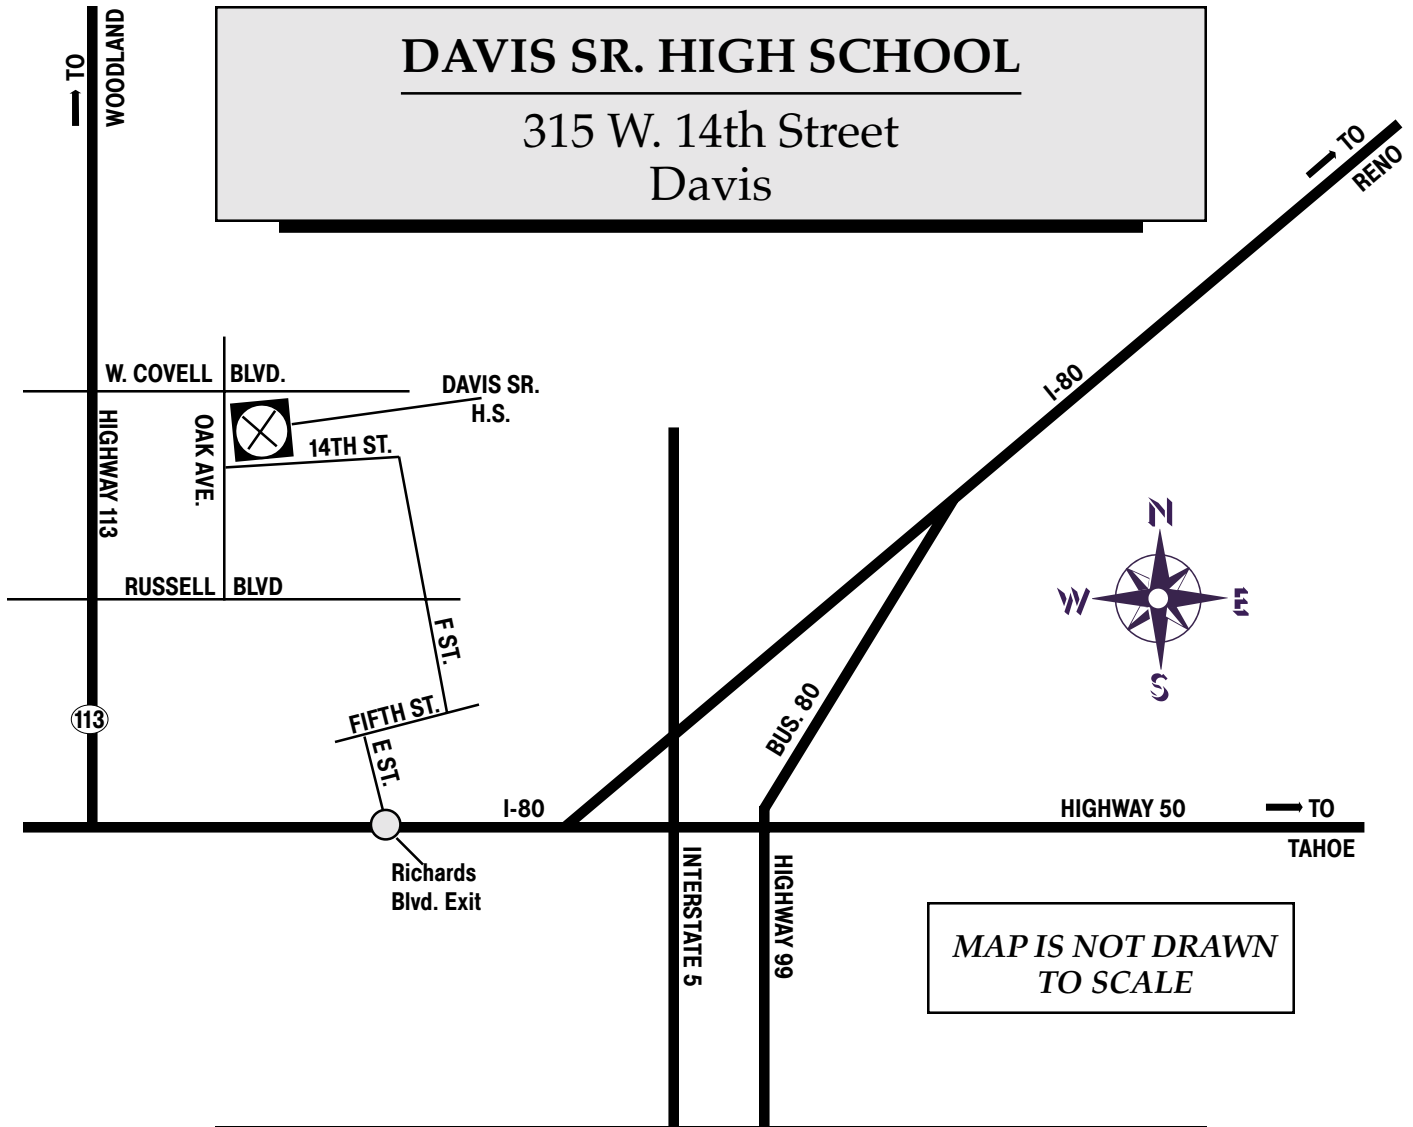 DAVIS SR. HIGH SCHOOL
315 W. 14th Street
Davis
TO
WOODLAND
TO
RENO
W. COVELL BLVD.
DAVIS SR.
H.S.
I-80
HIGHWAY 113
OAK AVE.
14TH ST.
N
W
E
S
RUSSELL BLVD
F ST.
FIFTH ST.
E ST.
113
BUS. 80
I-80
HIGHWAY 50
TO
TAHOE
Richards
Blvd. Exit
INTERSTATE 5
HIGHWAY 99
MAP IS NOT DRAWN
TO SCALE